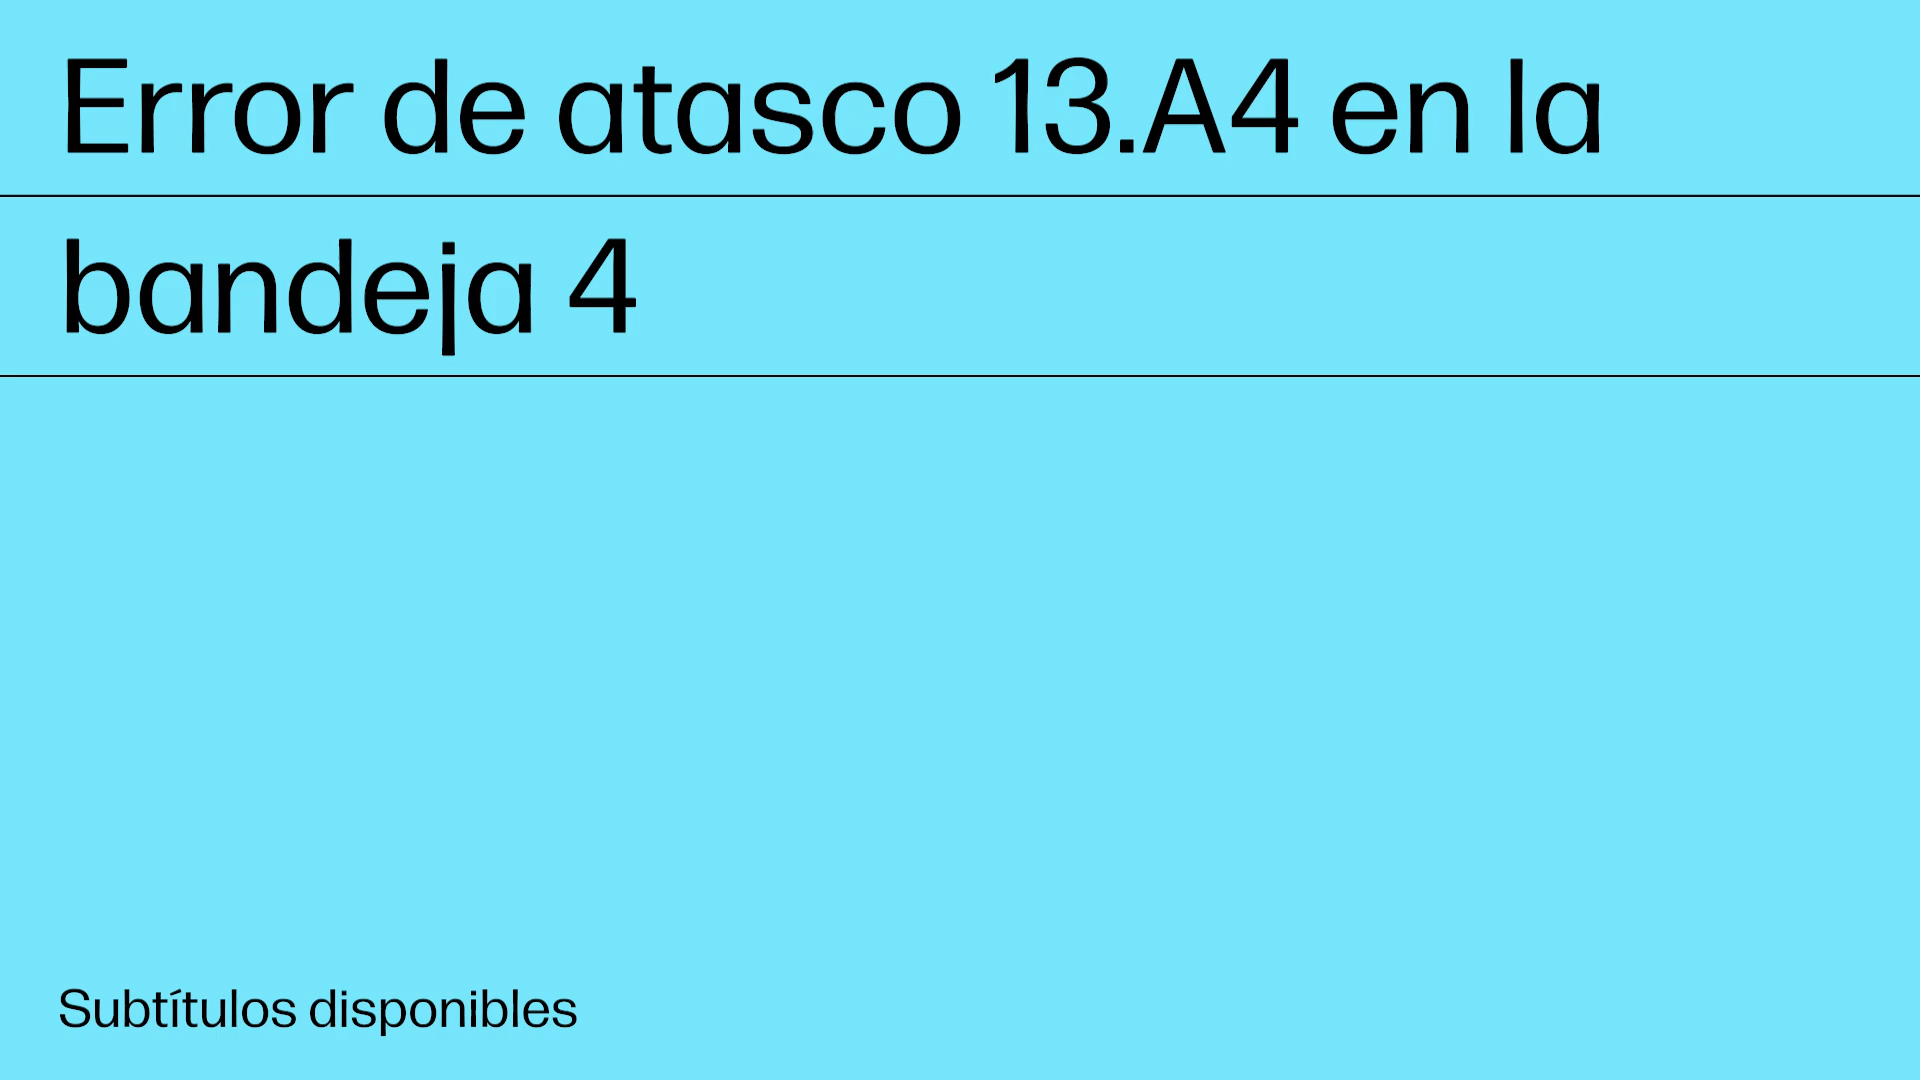 Error de atasco 13.A4 en la
bandeja 4
Subtítulos disponibles